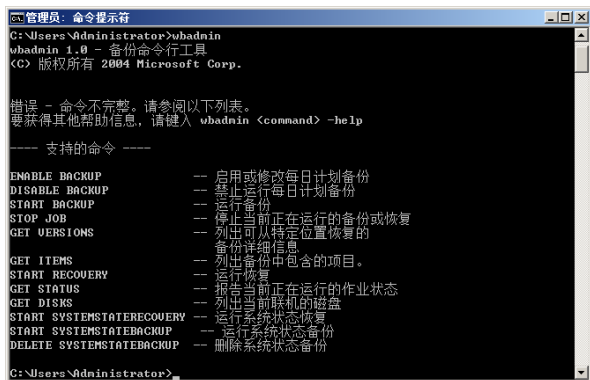 管理员: 命令提示符
C:\Users\Administrator>wbadmin
wbadmin 1.0 - 备份命令行工具
(C) 版权所有 2004 Microsoft Corp.
错误 - 命令不完整。请参阅以下列表。
要获得其他帮助信息，请键入 wbadmin <command> -help
---- 支持的命令 ----
ENABLE BACKUP -- 启用或修改每日计划备份
DISABLE BACKUP -- 禁止运行每日计划备份
START BACKUP -- 运行备份
STOP JOB -- 停止当前正在运行的备份或恢复
GET VERSIONS -- 列出可从特定位置恢复的
备份详细信息
GET ITEMS -- 列出备份中包含的项目。
START RECOVERY -- 运行恢复
GET STATUS -- 报告当前正在运行的作业状态
GET DISKS -- 列出当前联机的磁盘
START SYSTEMSTATERECOVERY -- 运行系统状态恢复
START SYSTEMSTATEBACKUP -- 运行系统状态备份
DELETE SYSTEMSTATEBACKUP -- 删除系统状态备份
C:\Users\Administrator>_